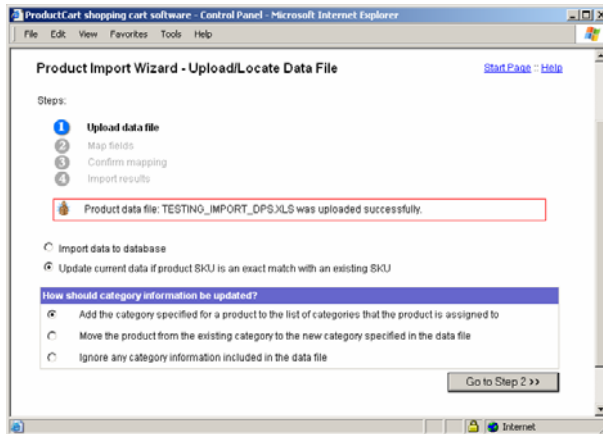 ProductCart shopping cart software - Control Panel - Microsoft Internet Explorer
File Edit View Favorites Tools Help
Product Import Wizard - Upload/Locate Data File Start Page :: Help
Steps:
1 Upload data file
2 Map fields
3 Confirm mapping
4 Import results
Product data file: TESTING_IMPORT_DPS.XLS was uploaded successfully.
Import data to database
Update current data if product SKU is an exact match with an existing SKU
How should category information be updated?
Add the category specified for a product to the list of categories that the product is assigned to
Move the product from the existing category to the new category specified in the data file
Ignore any category information included in the data file
Go to Step 2 >>
Internet